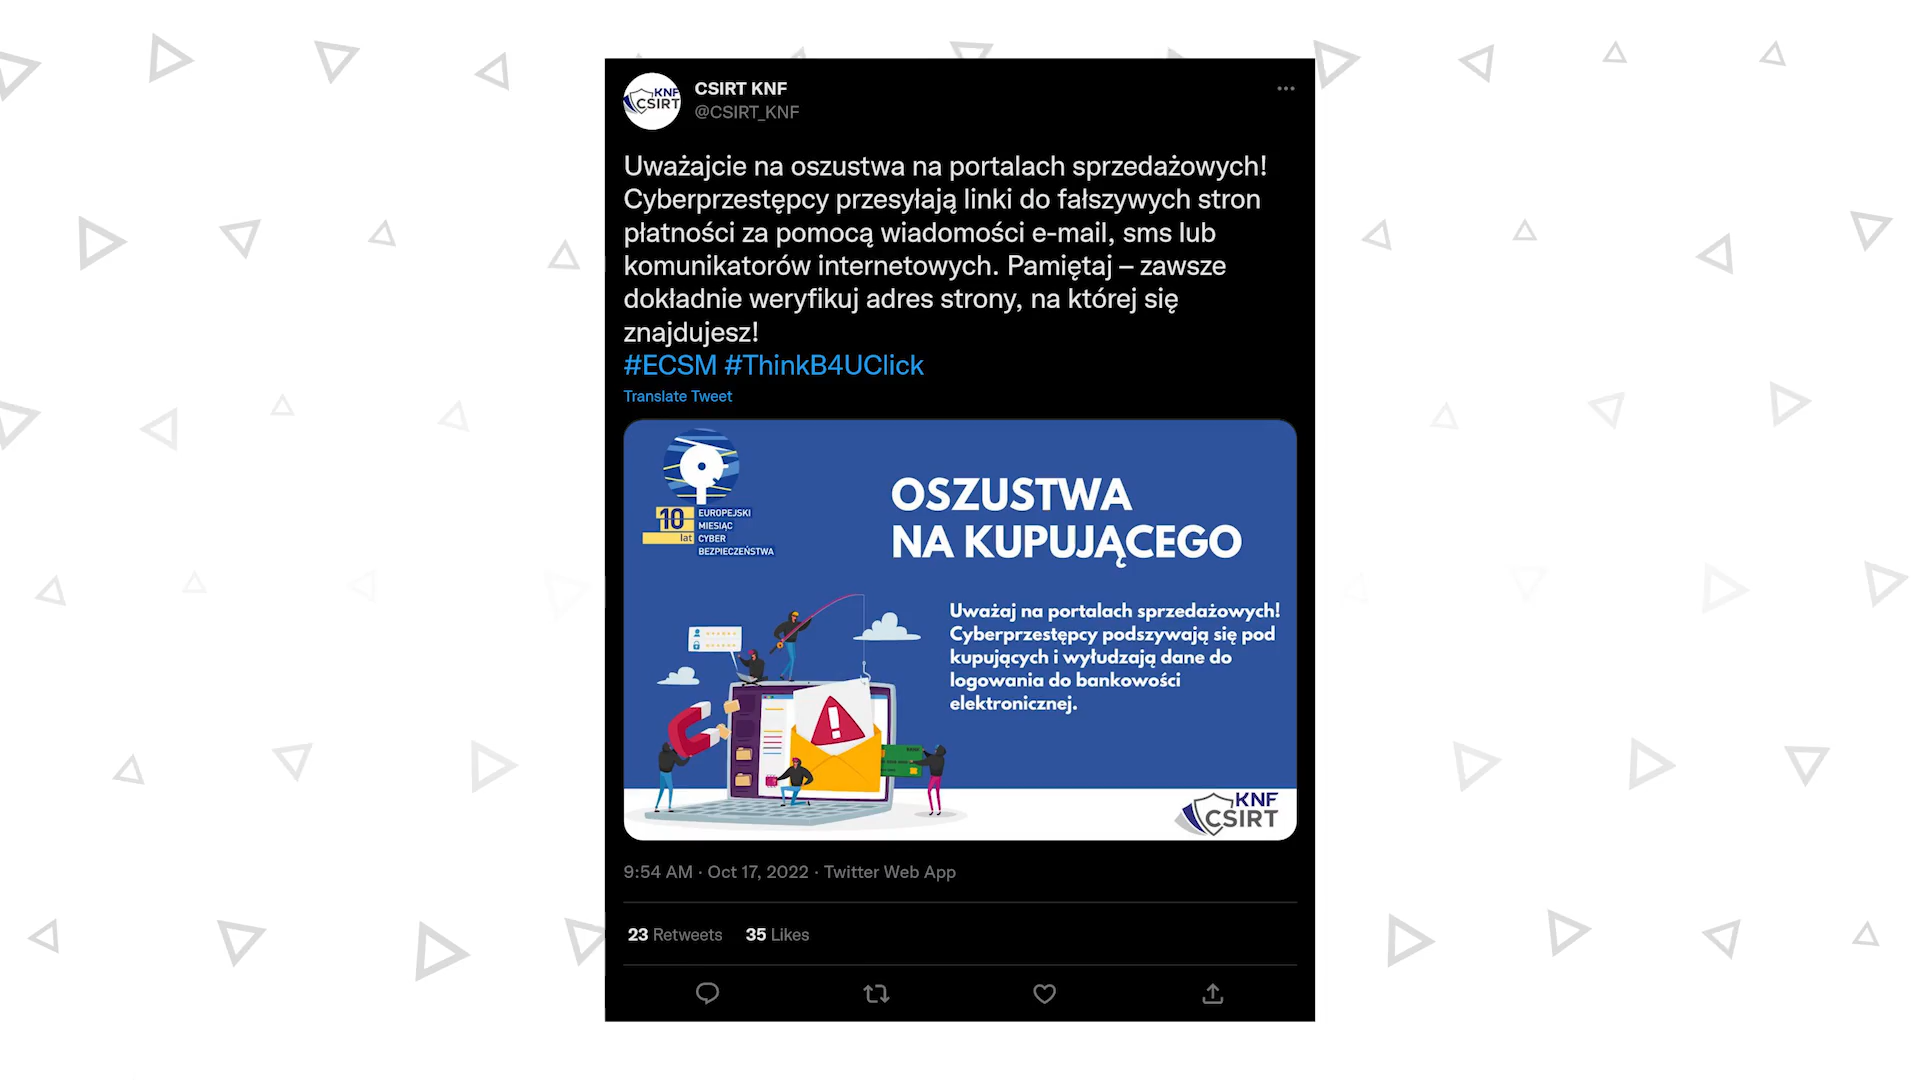 KNF
CSIRT
CSIRT KNF
@CSIRT_KNF
Uważajcie na oszustwa na portalach sprzedażowych!
Cyberprzestępcy przesyłają linki do fałszywych stron
płatności za pomocą wiadomości e-mail, sms lub
komunikatorów internetowych. Pamiętaj – zawsze
dokładnie weryfikuj adres strony, na której się
znajdujesz!
#ECSM #ThinkB4UClick
Translate Tweet
10 lat
EUROPEJSKI
MIESIĄC
CYBER
BEZPIECZEŃSTWA
OSZUSTWA
NA KUPUJĄCEGO
Uważaj na portalach sprzedażowych!
Cyberprzestępcy podszywają się pod
kupujących i wyłudzają dane do
logowania do bankowości
elektronicznej.
BANK
KNF
CSIRT
9:54 AM · Oct 17, 2022 · Twitter Web App
23 Retweets 35 Likes